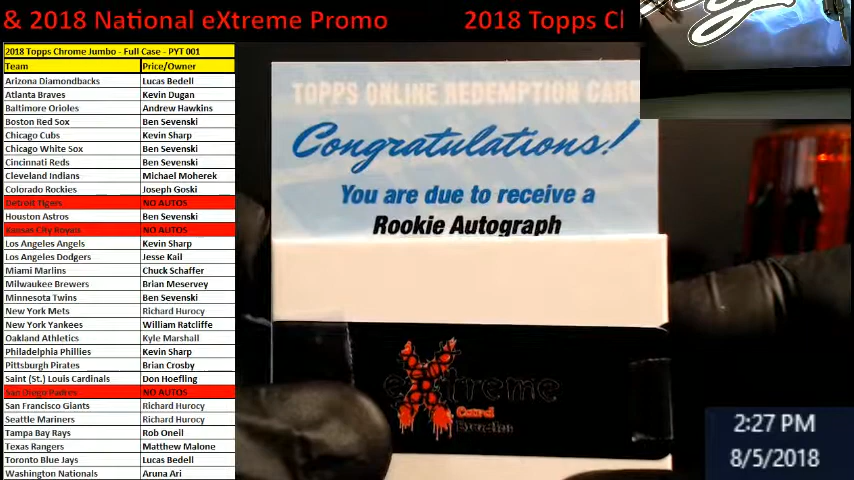 & 2018 National eXtreme Promo 2018 Topps Cl
2018 Topps Chrome Jumbo - Full Case - PYT 001
Team Price/Owner
Arizona Diamondbacks Lucas Bedell
Atlanta Braves Kevin Dugan
Baltimore Orioles Andrew Hawkins
Boston Red Sox Ben Sevenski
Chicago Cubs Kevin Sharp
Chicago White Sox Ben Sevenski
Cincinnati Reds Ben Sevenski
Cleveland Indians Michael Moherek
Colorado Rockies Joseph Goski
Detroit Tigers NO AUTOS
Houston Astros Ben Sevenski
Kansas City Royals NO AUTOS
Los Angeles Angels Kevin Sharp
Los Angeles Dodgers Jesse Kail
Miami Marlins Chuck Schaffer
Milwaukee Brewers Brian Meservey
Minnesota Twins Ben Sevenski
New York Mets Richard Hurocy
New York Yankees William Ratcliffe
Oakland Athletics Kyle Marshall
Philadelphia Phillies Kevin Sharp
Pittsburgh Pirates Brian Crosby
Saint (St.) Louis Cardinals Don Hoefling
San Diego Padres NO AUTOS
San Francisco Giants Richard Hurocy
Seattle Mariners Richard Hurocy
Tampa Bay Rays Rob Oneil
Texas Rangers Matthew Malone
Toronto Blue Jays Lucas Bedell
Washington Nationals Aruna Ari
TOPPS ONLINE REDEMPTION CARD
Congratulations!
You are due to receive a
Rookie Autograph
eXtreme
Card
Breaks
2:27 PM
8/5/2018